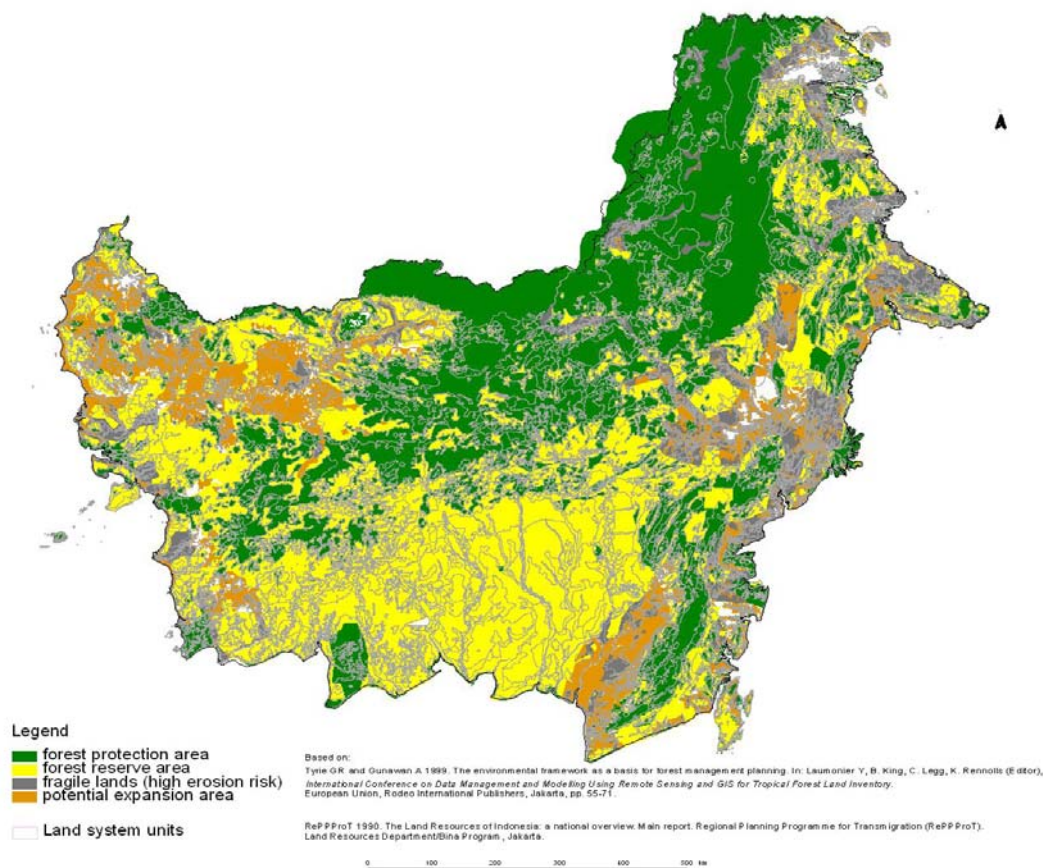 Legend
forest protection area
forest reserve area
fragile lands (high erosion risk)
potential expansion area
Land system units
Based on:
Tyrie GR and Gunawan A 1999. The environmental framework as a basis for forest management planning. In: Laumonier Y, B. King, C. Legg, K. Rennolls (Editor),
International Conference on Data Management and Modelling Using Remote Sensing and GIS for Tropical Forest Land Inventory.
European Union, Rodeo International Publishers, Jakarta, pp. 55-71.
RePPProT 1990. The Land Resources of Indonesia: a national overview. Main report. Regional Planning Programme for Transmigration (RePPProT).
Land Resources Department/Bina Program, Jakarta.
0 100 200 300 400 500 km